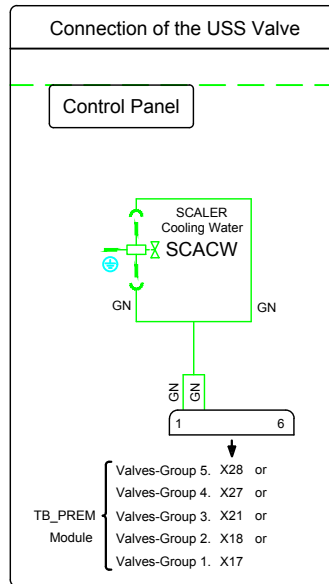 Connection of the USS Valve
Control Panel
SCALER
Cooling Water
SCACW
GN
GN
GN
GN
1 6
Valves-Group 5. X28 or
Valves-Group 4. X27 or
TB_PREM Valves-Group 3. X21 or
Module Valves-Group 2. X18 or
Valves-Group 1. X17